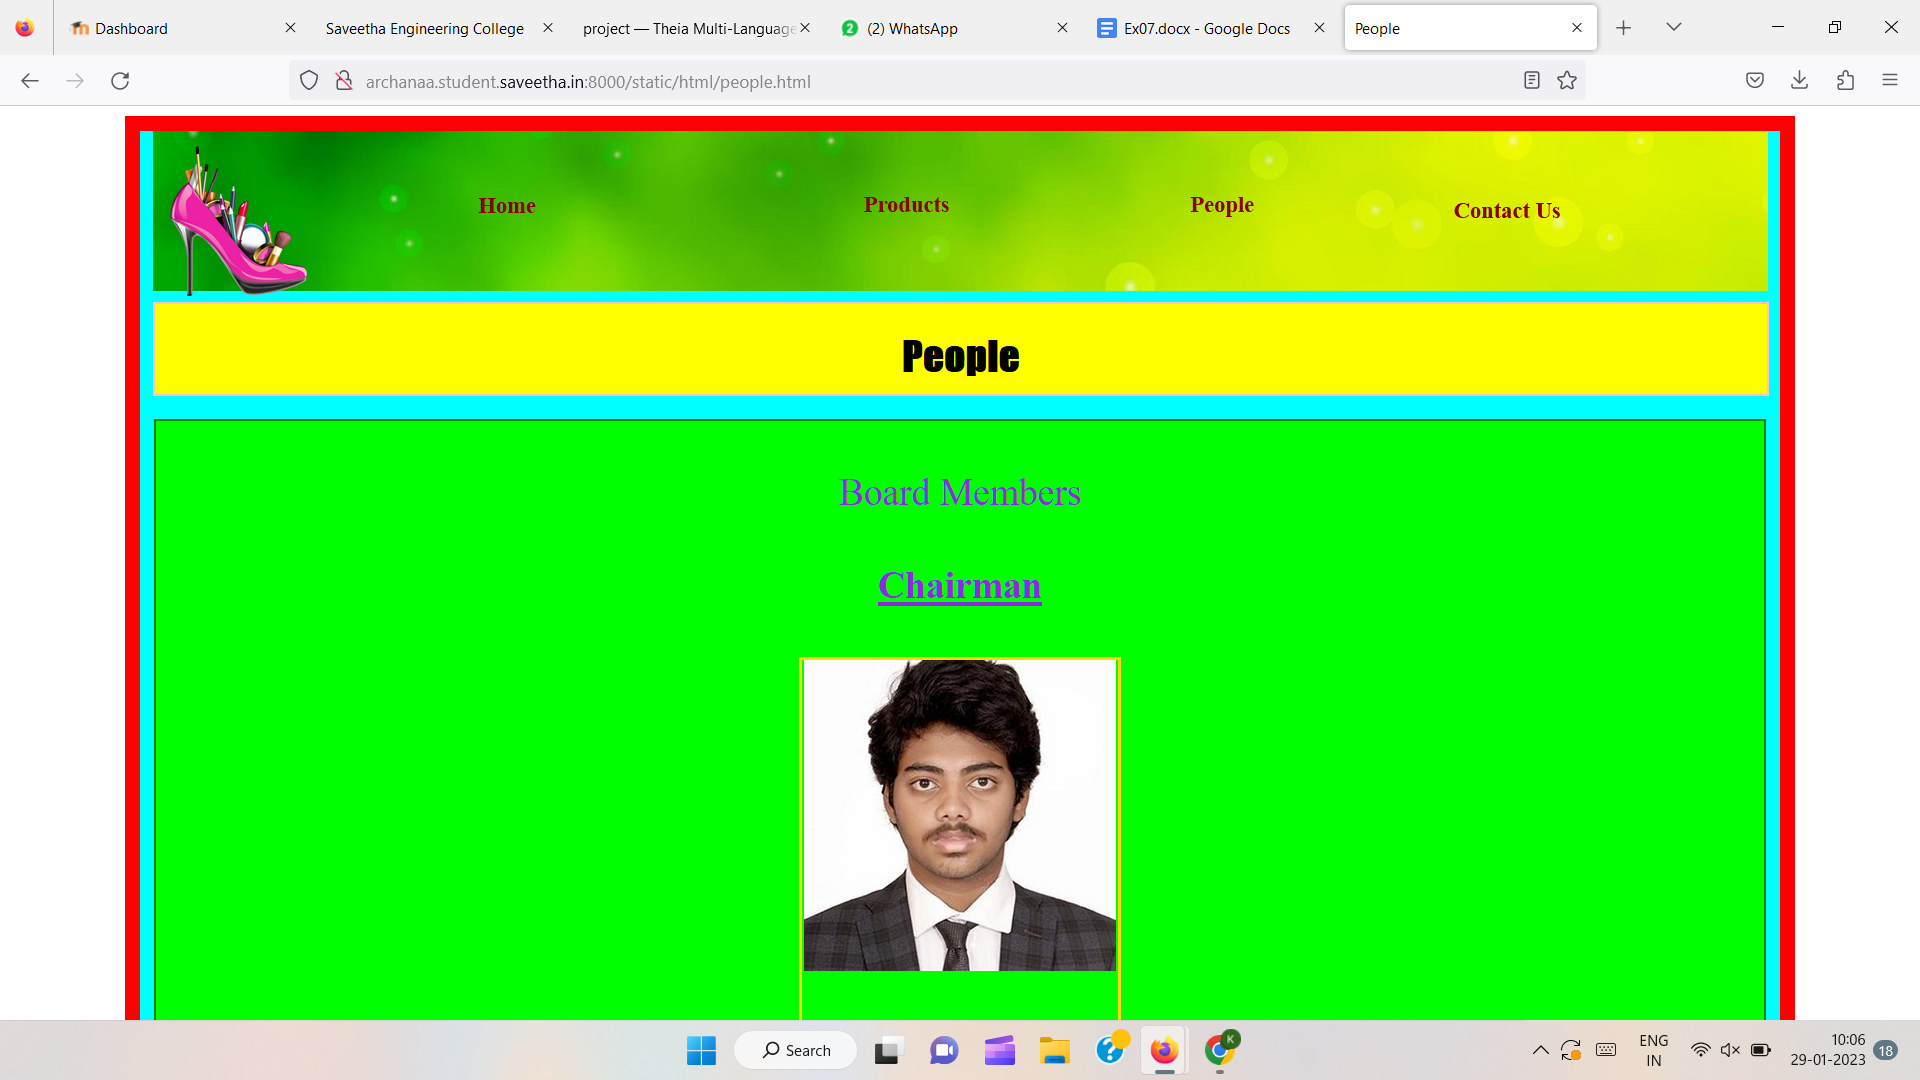 Dashboard
Saveetha Engineering College
project — Theia Multi-Language
(2) WhatsApp
Ex07.docx - Google Docs
People
archanaa.student.saveetha.in:8000/static/html/people.html
Home
Products
People
Contact Us
People
Board Members
Chairman
Search
K
ENG
IN
10:06
29-01-2023
18